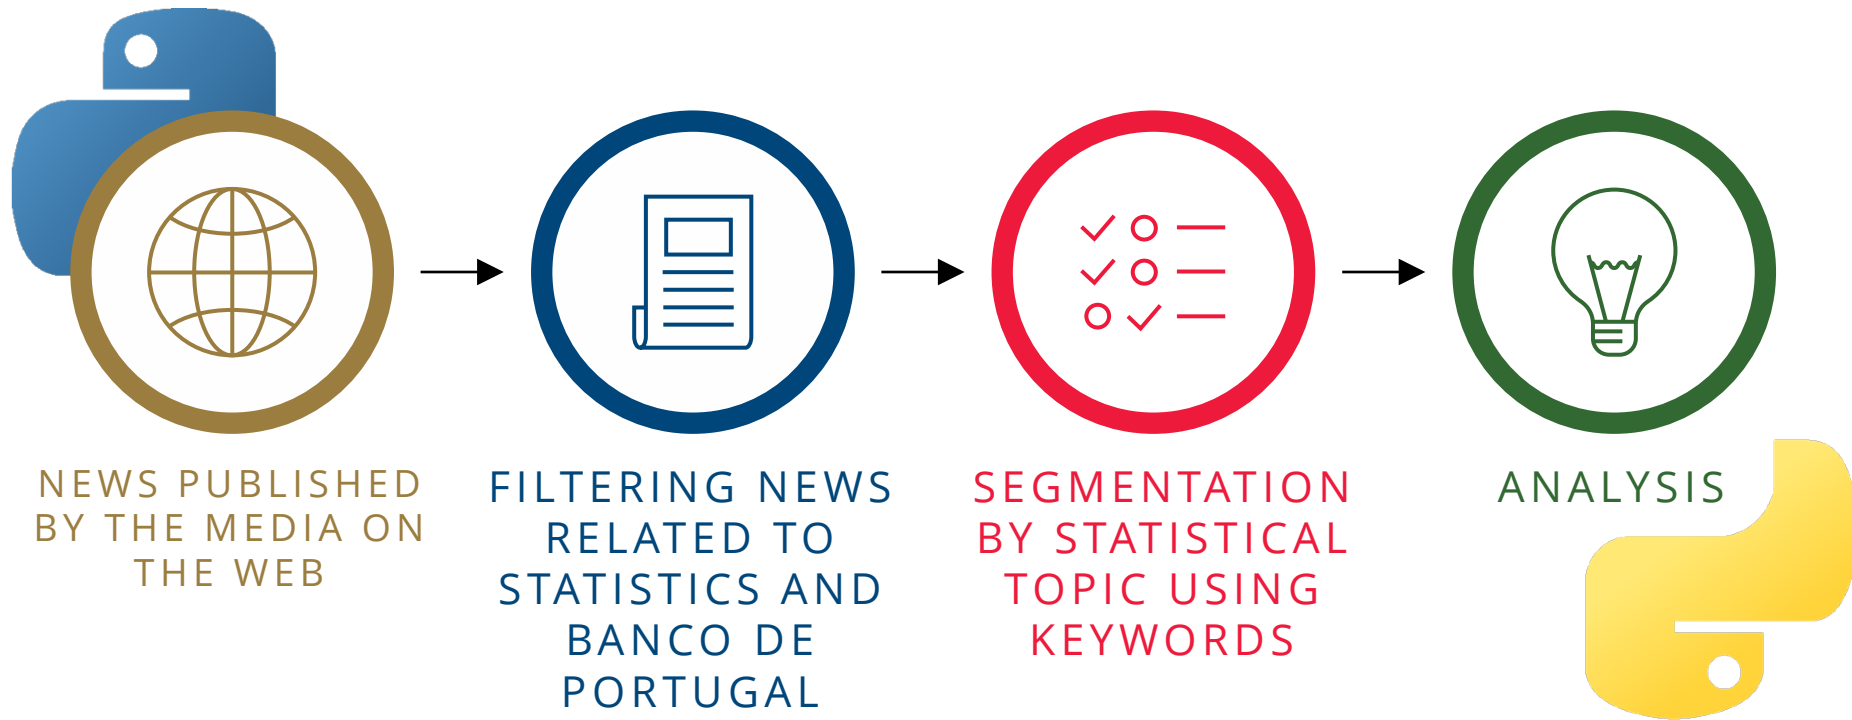 NEWS PUBLISHED
BY THE MEDIA ON
THE WEB
FILTERING NEWS
RELATED TO
STATISTICS AND
BANCO DE
PORTUGAL
SEGMENTATION
BY STATISTICAL
TOPIC USING
KEYWORDS
ANALYSIS